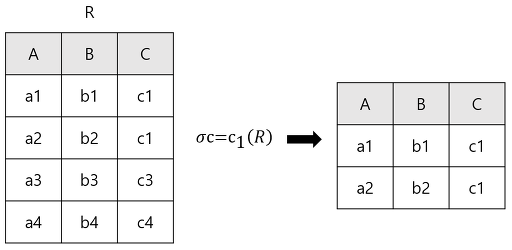 R
A B C
a1 b1 c1
a2 b2 c1
a3 b3 c3
a4 b4 c4
σc=c₁(R)
A B C
a1 b1 c1
a2 b2 c1